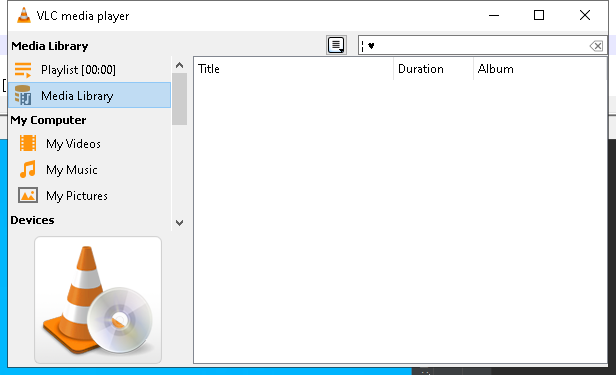 VLC media player
Media Library
¦ ♥
Playlist [00:00]
Media Library
My Computer
My Videos
My Music
My Pictures
Devices
Title Duration Album
[